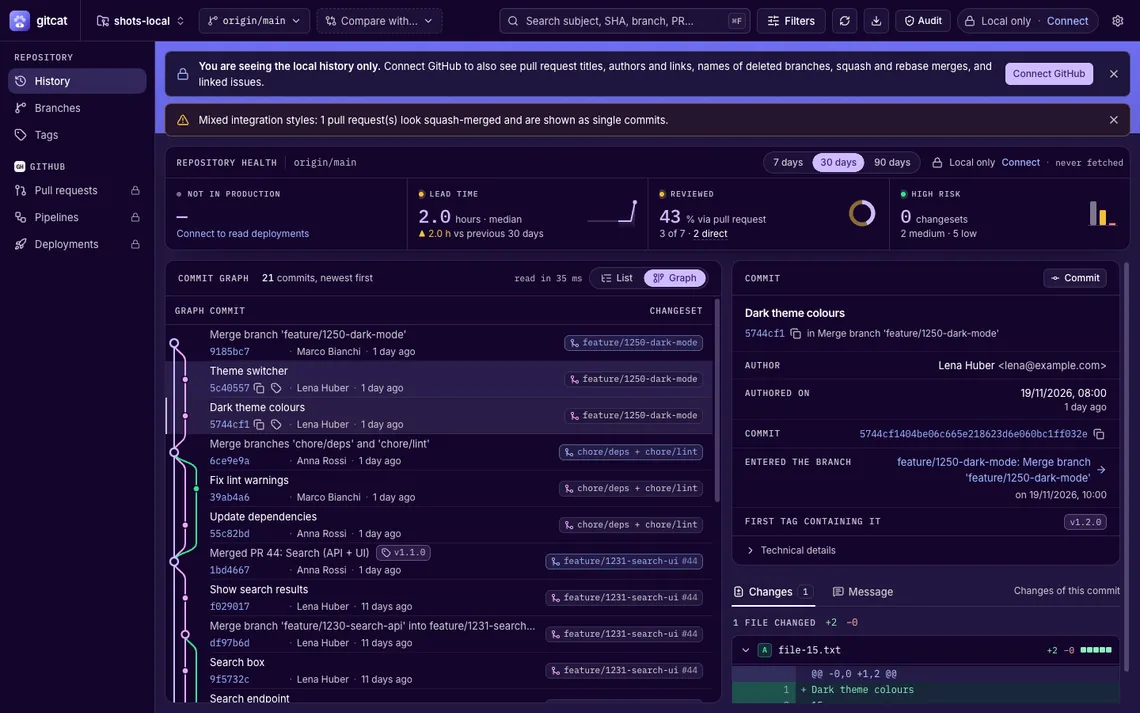 gitcat
shots-local
origin/main
Compare with...
Search subject, SHA, branch, PR...
⌘F
Filters
Audit
Local only · Connect
REPOSITORY
History
Branches
Tags
GH GITHUB
Pull requests
Pipelines
Deployments
You are seeing the local history only. Connect GitHub to also see pull request titles, authors and links, names of deleted branches, squash and rebase merges, and
linked issues.
Connect GitHub
Mixed integration styles: 1 pull request(s) look squash-merged and are shown as single commits.
REPOSITORY HEALTH origin/main
7 days 30 days 90 days
Local only Connect · never fetched
NOT IN PRODUCTION
—
Connect to read deployments
LEAD TIME
2.0 hours · median
▲ 2.0 h vs previous 30 days
REVIEWED
43 % via pull request
3 of 7 · 2 direct
HIGH RISK
0 changesets
2 medium · 5 low
COMMIT GRAPH 21 commits, newest first
read in 35 ms
List Graph
GRAPH COMMIT CHANGESET
Merge branch 'feature/1250-dark-mode'
feature/1250-dark-mode
9185bc7 · Marco Bianchi · 1 day ago
Theme switcher
feature/1250-dark-mode
5c40557 · Lena Huber · 1 day ago
Dark theme colours
feature/1250-dark-mode
5744cf1 · Lena Huber · 1 day ago
Merge branches 'chore/deps' and 'chore/lint'
chore/deps + chore/lint
6ce9e9a · Anna Rossi · 1 day ago
Fix lint warnings
chore/deps + chore/lint
39ab4a6 · Marco Bianchi · 1 day ago
Update dependencies
chore/deps + chore/lint
55c82bd · Anna Rossi · 1 day ago
Merged PR 44: Search (API + UI) v1.1.0
feature/1231-search-ui #44
1bd4667 · Anna Rossi · 1 day ago
Show search results
feature/1231-search-ui #44
f029017 · Lena Huber · 11 days ago
Merge branch 'feature/1230-search-api' into feature/1231-search...
feature/1231-search-ui #44
df97b6d · Lena Huber · 11 days ago
Search box
feature/1231-search-ui #44
9f5732c · Lena Huber · 11 days ago
Search endpoint
COMMIT
Commit
Dark theme colours
5744cf1 in Merge branch 'feature/1250-dark-mode'
AUTHOR
Lena Huber <lena@example.com>
AUTHORED ON
19/11/2026, 08:00
1 day ago
COMMIT
5744cf1404be06c665e218623d6e060bc1ff032e
ENTERED THE BRANCH
feature/1250-dark-mode: Merge branch
'feature/1250-dark-mode'
on 19/11/2026, 10:00
FIRST TAG CONTAINING IT
v1.2.0
Technical details
Changes 1
Message
Changes of this commit
1 FILE CHANGED +2 −0
A file-15.txt
+2 −0
@@ -0,0 +1,2 @@
1 + Dark theme colours